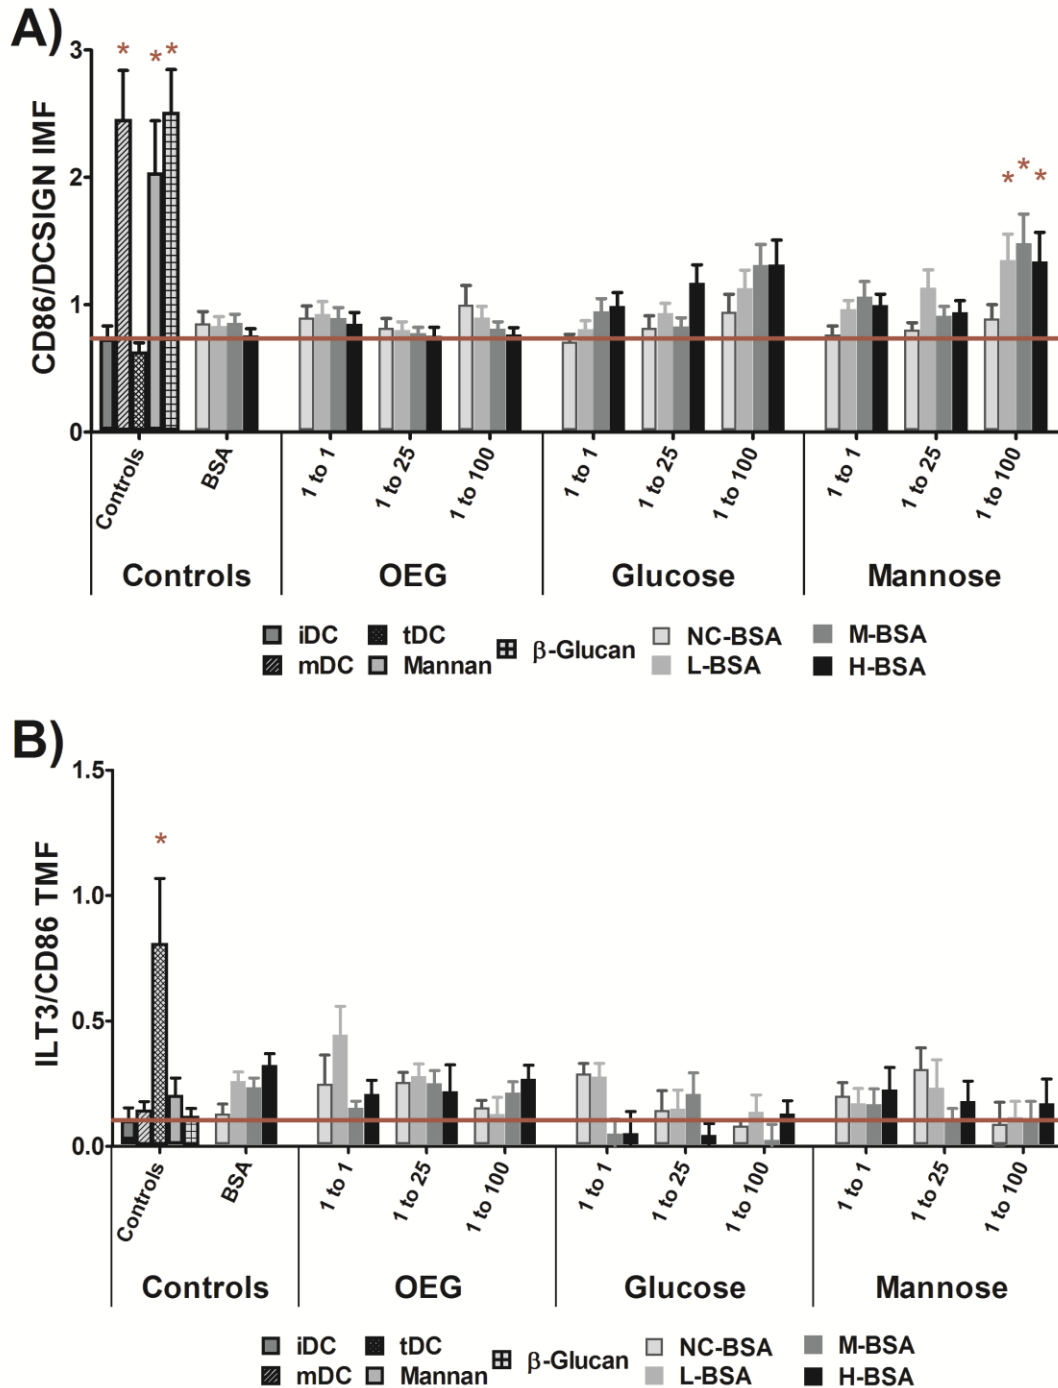 A)
CD86/DCSIGN IMF
3
2
1
0
* * *
* * *
Controls BSA 1 to 1 1 to 25 1 to 100 1 to 1 1 to 25 1 to 100 1 to 1 1 to 25 1 to 100
Controls OEG Glucose Mannose
iDC tDC β-Glucan NC-BSA M-BSA
mDC Mannan L-BSA H-BSA
B)
ILT3/CD86 TMF
1.5
1.0
0.5
0.0
*
Controls BSA 1 to 1 1 to 25 1 to 100 1 to 1 1 to 25 1 to 100 1 to 1 1 to 25 1 to 100
Controls OEG Glucose Mannose
iDC tDC β-Glucan NC-BSA M-BSA
mDC Mannan L-BSA H-BSA